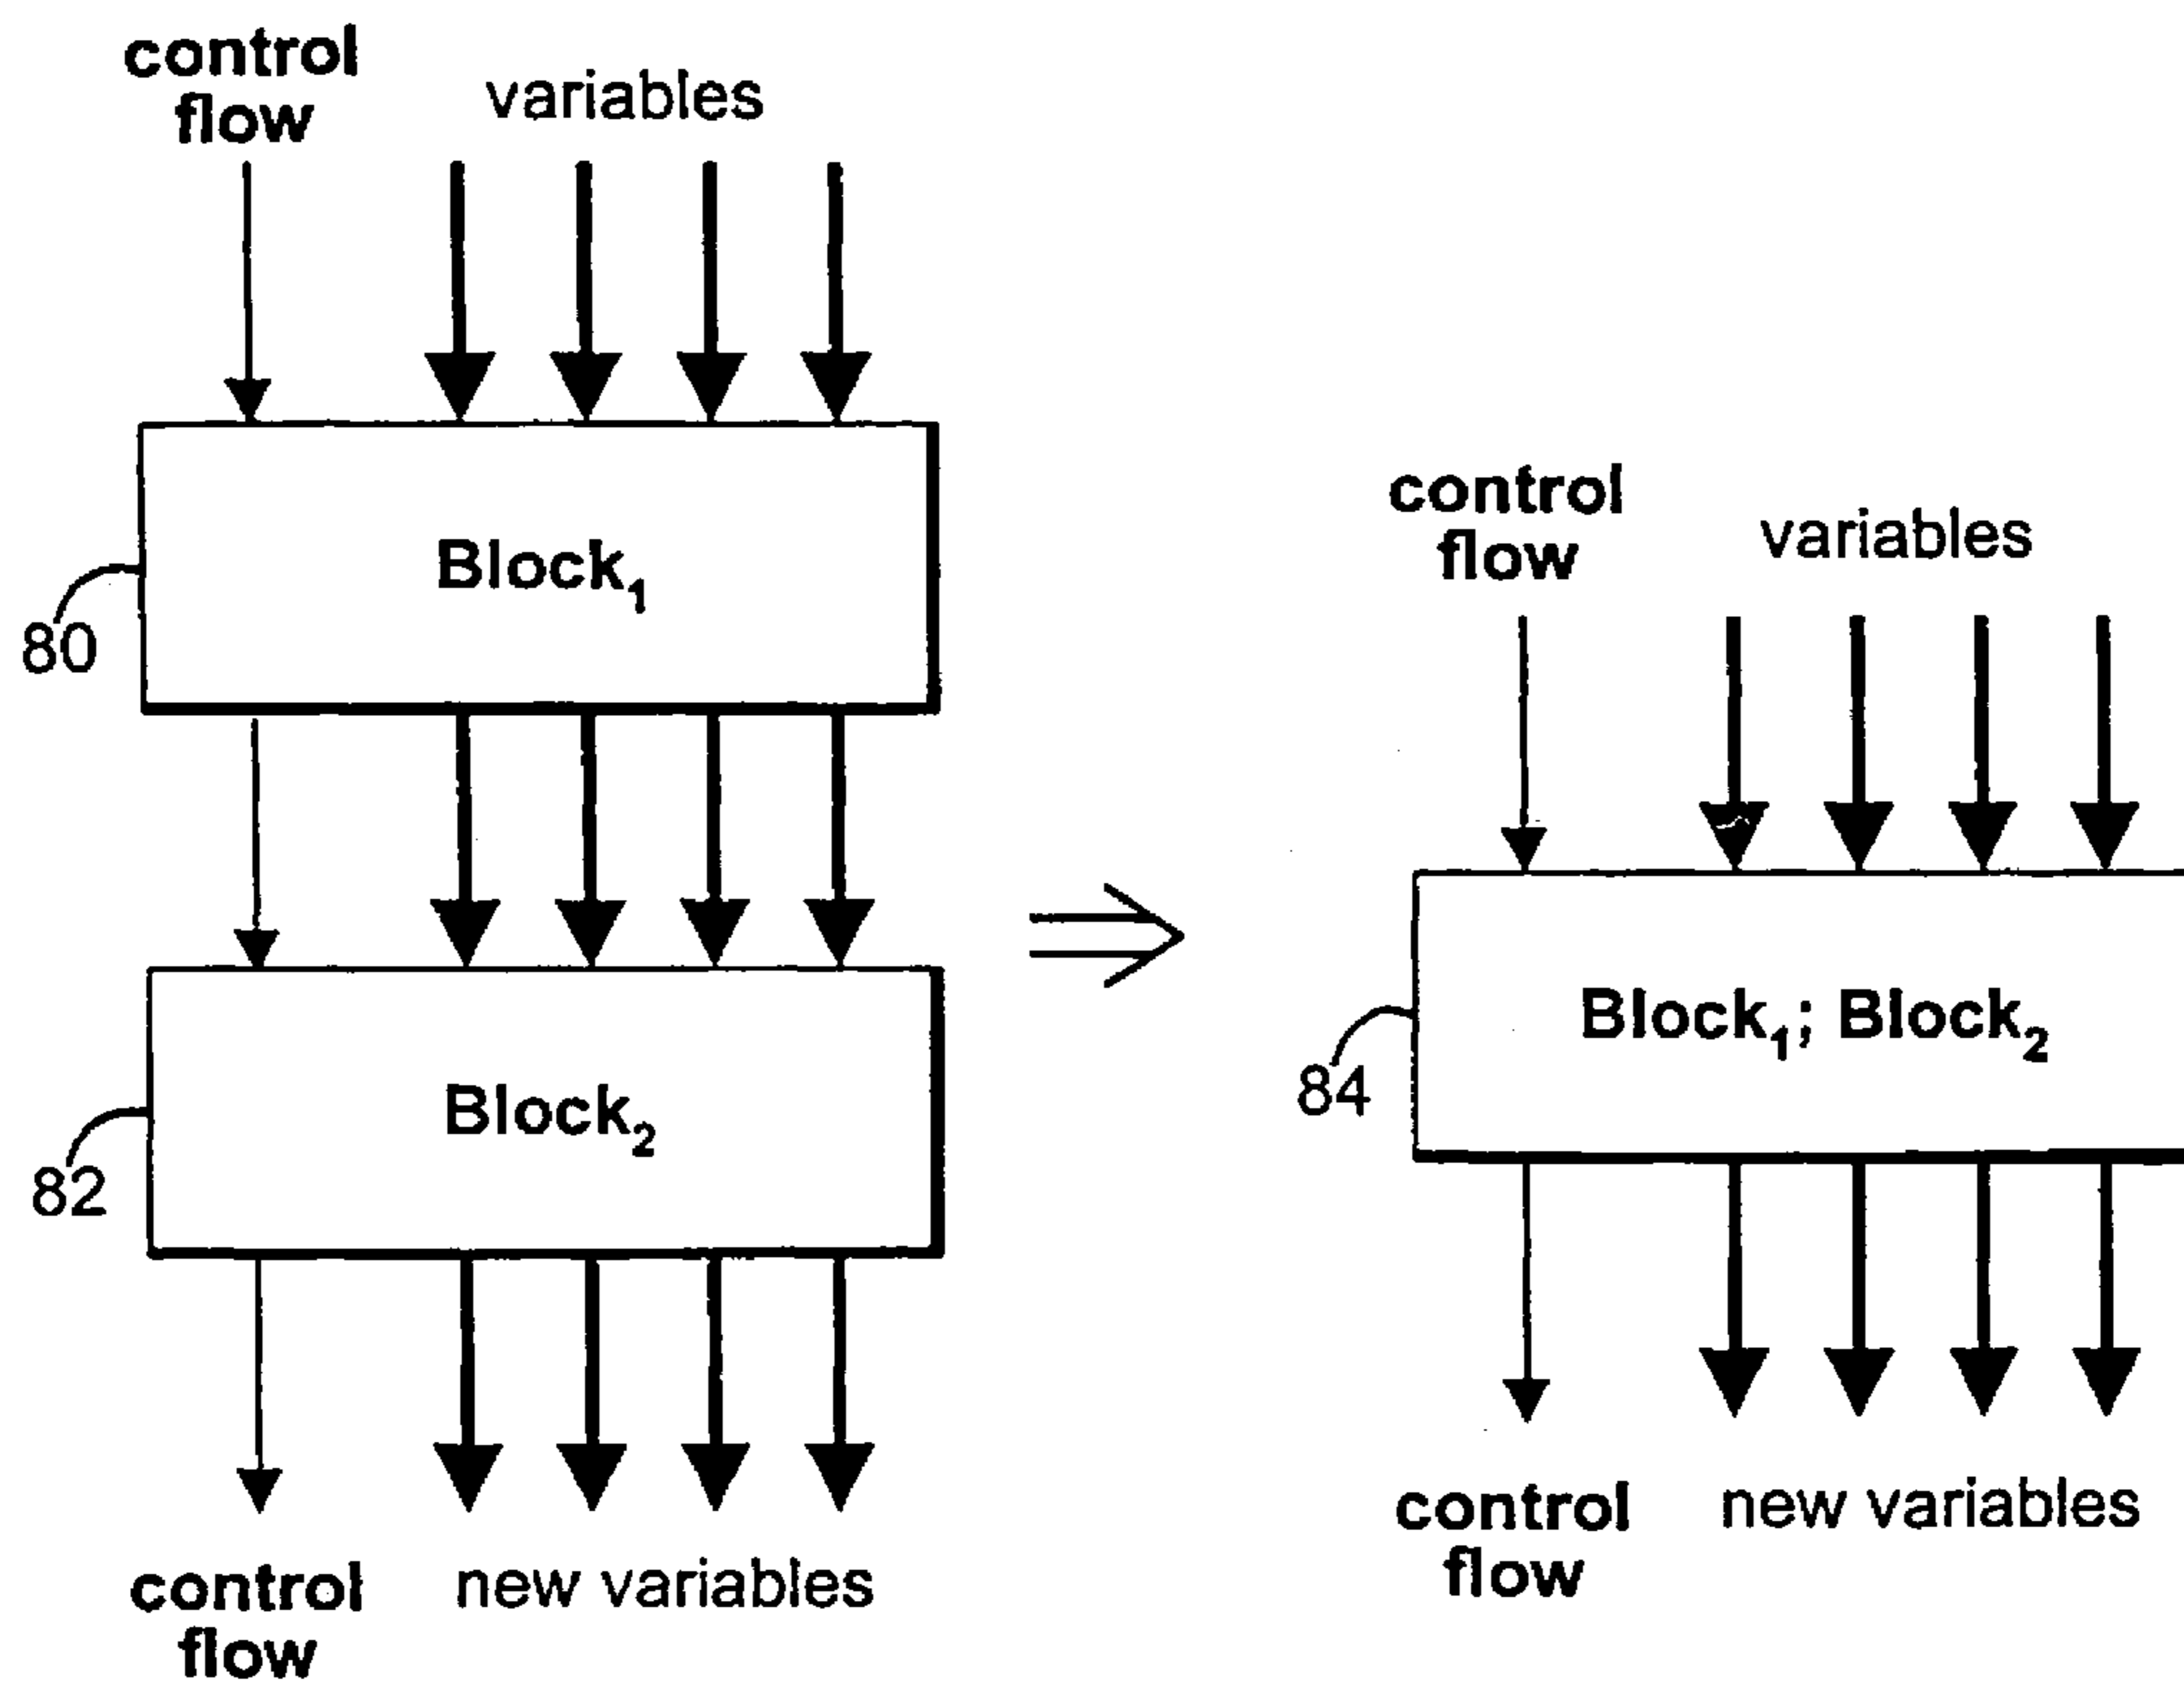 control
flow
variables
Block₁
80
Block₂
82
control
flow
new variables
control
flow
variables
Block₁; Block₂
84
control
flow
new variables